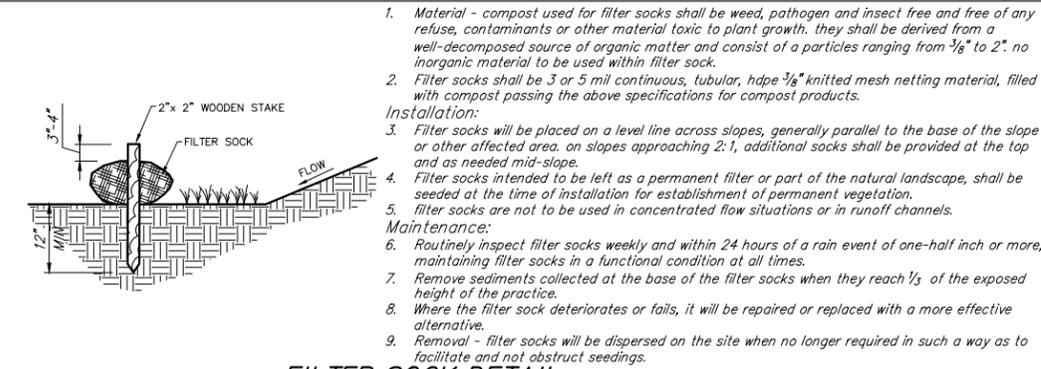 1. Material - compost used for filter socks shall be weed, pathogen and insect free and free of any
refuse, contaminants or other material toxic to plant growth. they shall be derived from a
well-decomposed source of organic matter and consist of a particles ranging from 3/8" to 2". no
inorganic material to be used within filter sock.
2. Filter socks shall be 3 or 5 mil continuous, tubular, hdpe 3/8" knitted mesh netting material, filled
with compost passing the above specifications for compost products.
Installation:
3. Filter socks will be placed on a level line across slopes, generally parallel to the base of the slope
or other affected area. on slopes approaching 2:1, additional socks shall be provided at the top
and as needed mid-slope.
4. Filter socks intended to be left as a permanent filter or part of the natural landscape, shall be
seeded at the time of installation for establishment of permanent vegetation.
5. filter socks are not to be used in concentrated flow situations or in runoff channels.
Maintenance:
6. Routinely inspect filter socks weekly and within 24 hours of a rain event of one-half inch or more,
maintaining filter socks in a functional condition at all times.
7. Remove sediments collected at the base of the filter socks when they reach 1/3 of the exposed
height of the practice.
8. Where the filter sock deteriorates or fails, it will be repaired or replaced with a more effective
alternative.
9. Removal - filter socks will be dispersed on the site when no longer required in such a way as to
facilitate and not obstruct seedings.
3"-4"
2"x 2" WOODEN STAKE
FILTER SOCK
FLOW
12"
MIN
FILTER SOCK DETAIL